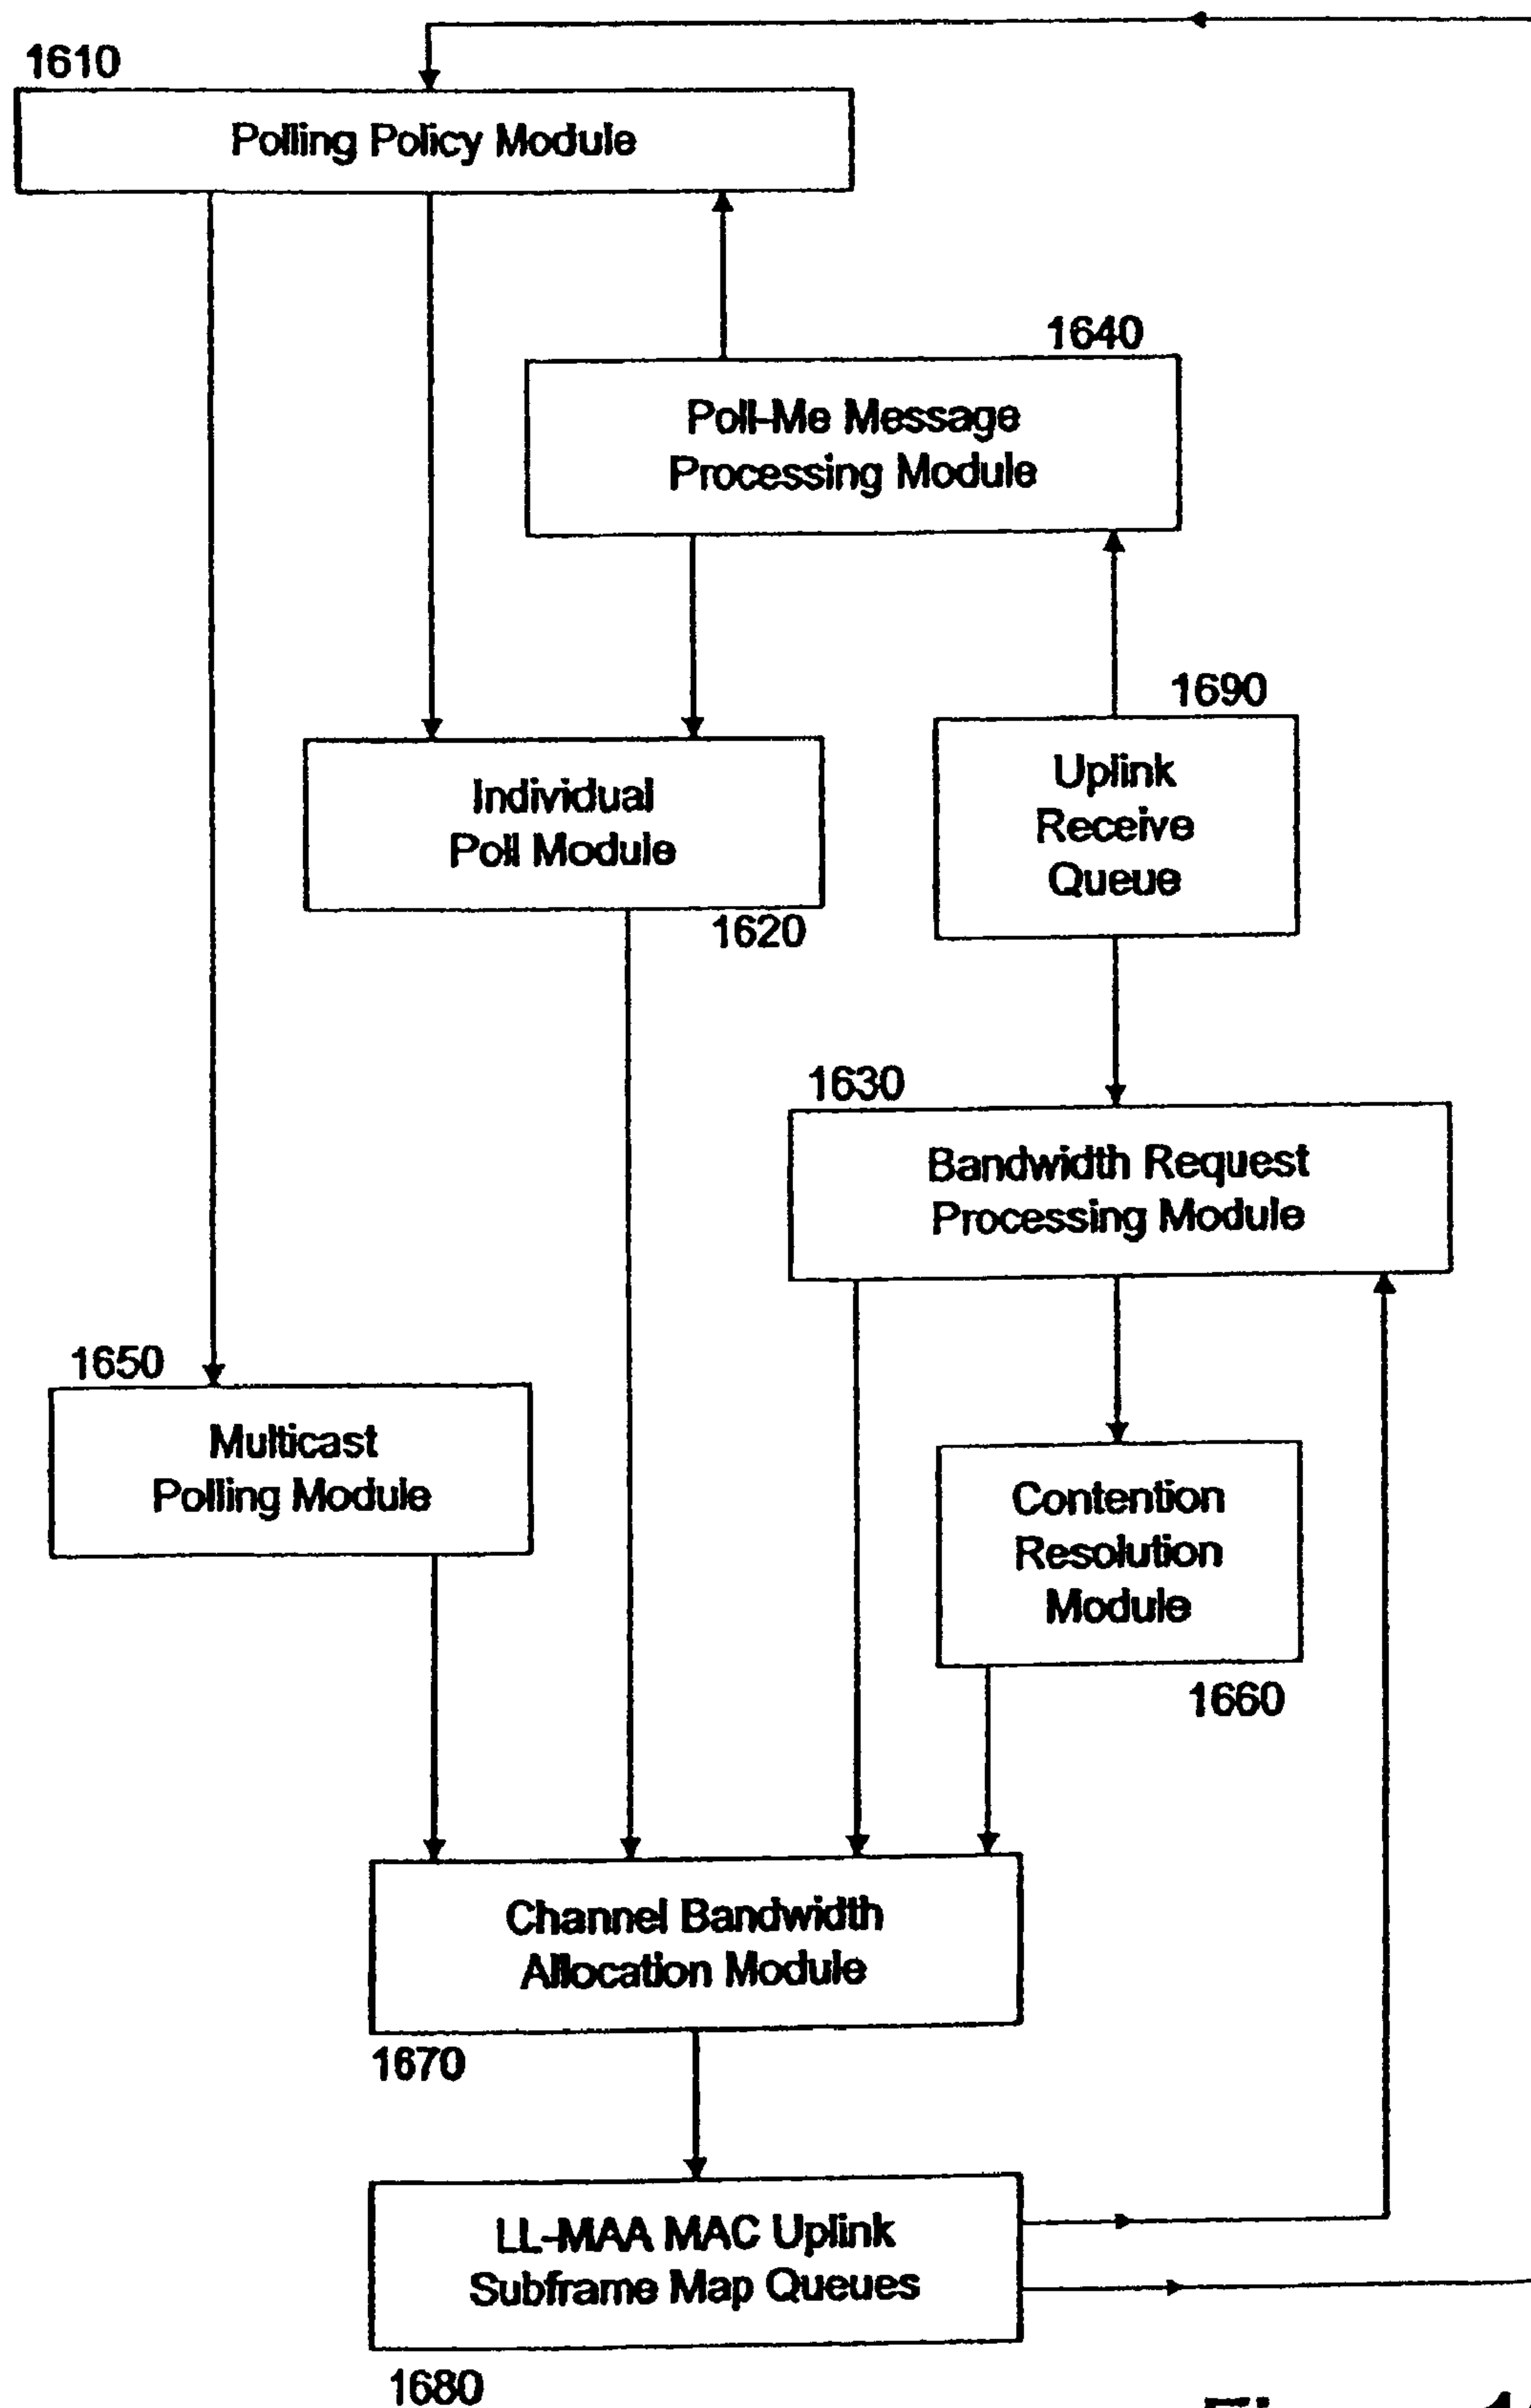 1610
Polling Policy Module
1640
Poll-Me Message
Processing Module
1690
Uplink
Receive
Queue
Individual
Poll Module
1620
1630
Bandwidth Request
Processing Module
1650
Multicast
Polling Module
Contention
Resolution
Module
1660
Channel Bandwidth
Allocation Module
1670
LL-MAA MAC Uplink
Subframe Map Queues
1680